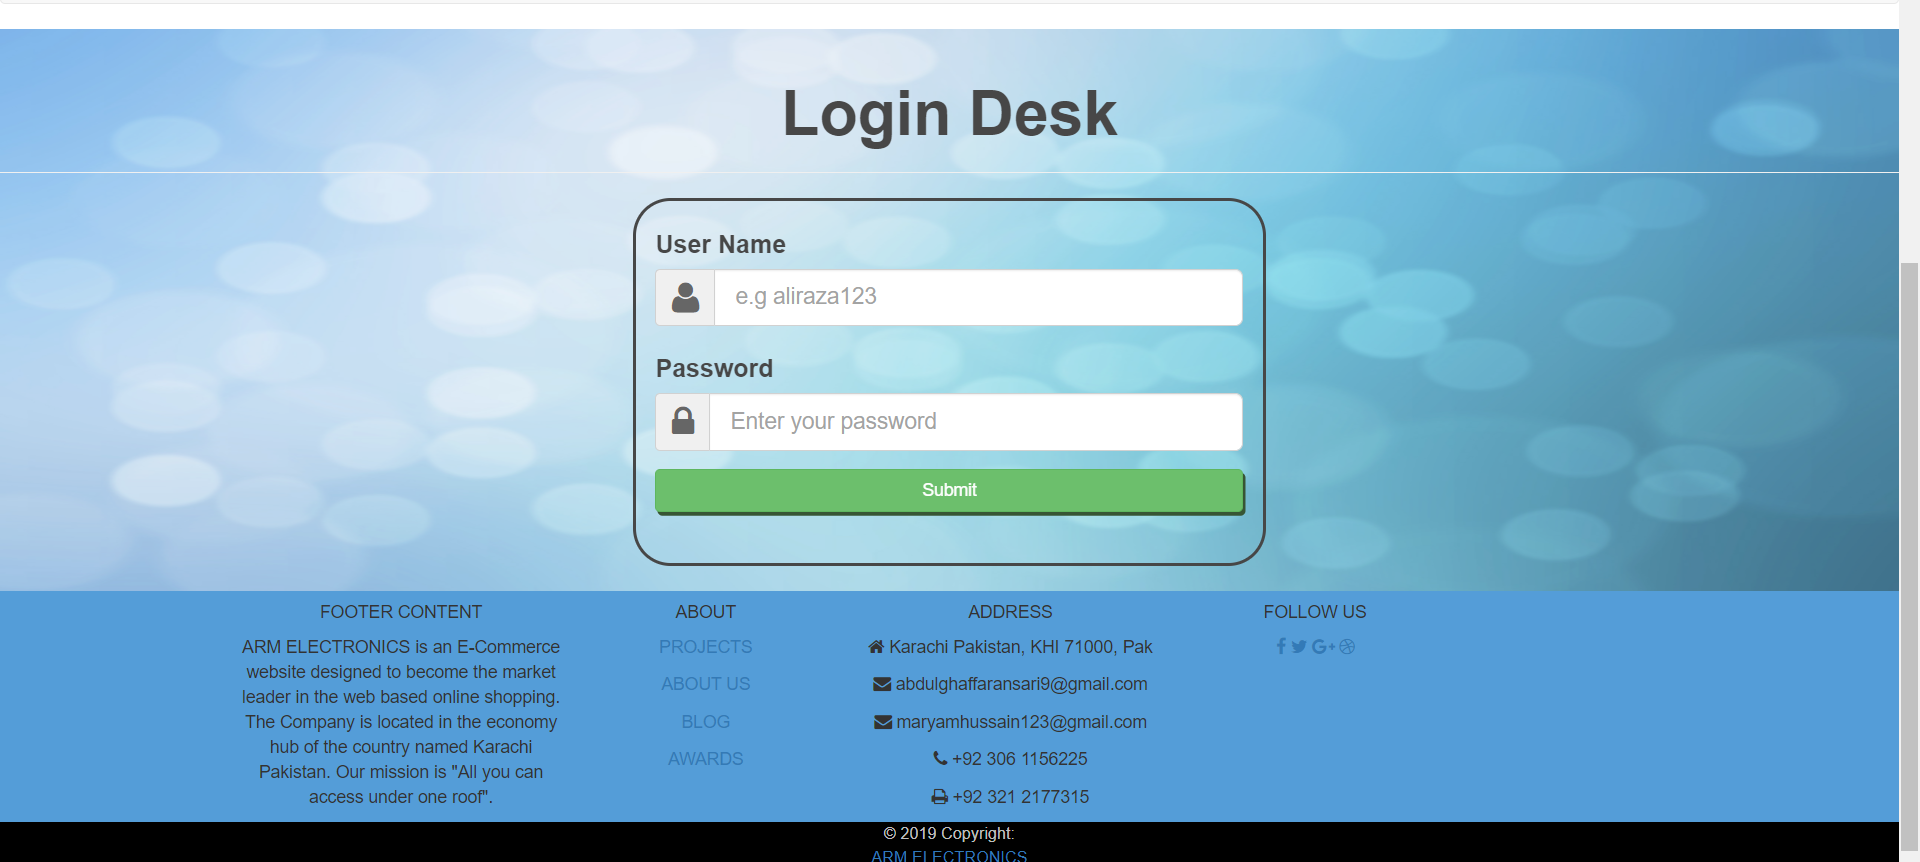 Login Desk
User Name
e.g aliraza123
Password
Enter your password
Submit
FOOTER CONTENT
ARM ELECTRONICS is an E-Commerce
website designed to become the market
leader in the web based online shopping.
The Company is located in the economy
hub of the country named Karachi
Pakistan. Our mission is "All you can
access under one roof".
ABOUT
PROJECTS
ABOUT US
BLOG
AWARDS
ADDRESS
Karachi Pakistan, KHI 71000, Pak
abdulghaffaransari9@gmail.com
maryamhussain123@gmail.com
+92 306 1156225
+92 321 2177315
FOLLOW US
© 2019 Copyright:
ARM ELECTRONICS